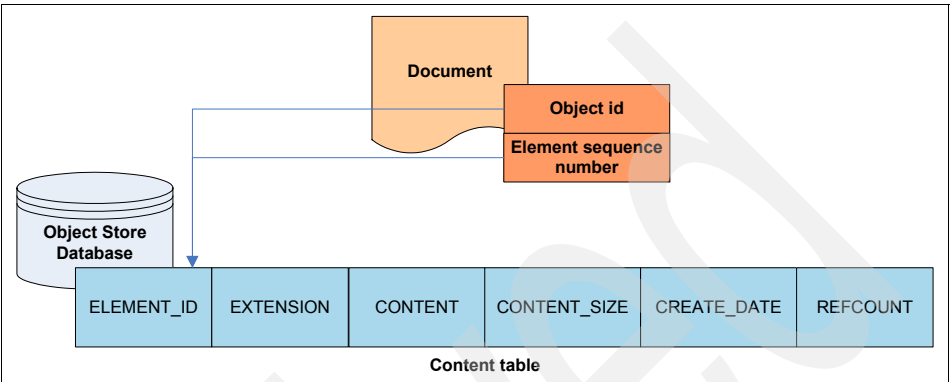 Document
Object id
Element sequence
number
Object Store
Database
ELEMENT_ID EXTENSION CONTENT CONTENT_SIZE CREATE_DATE REFCOUNT
Content table